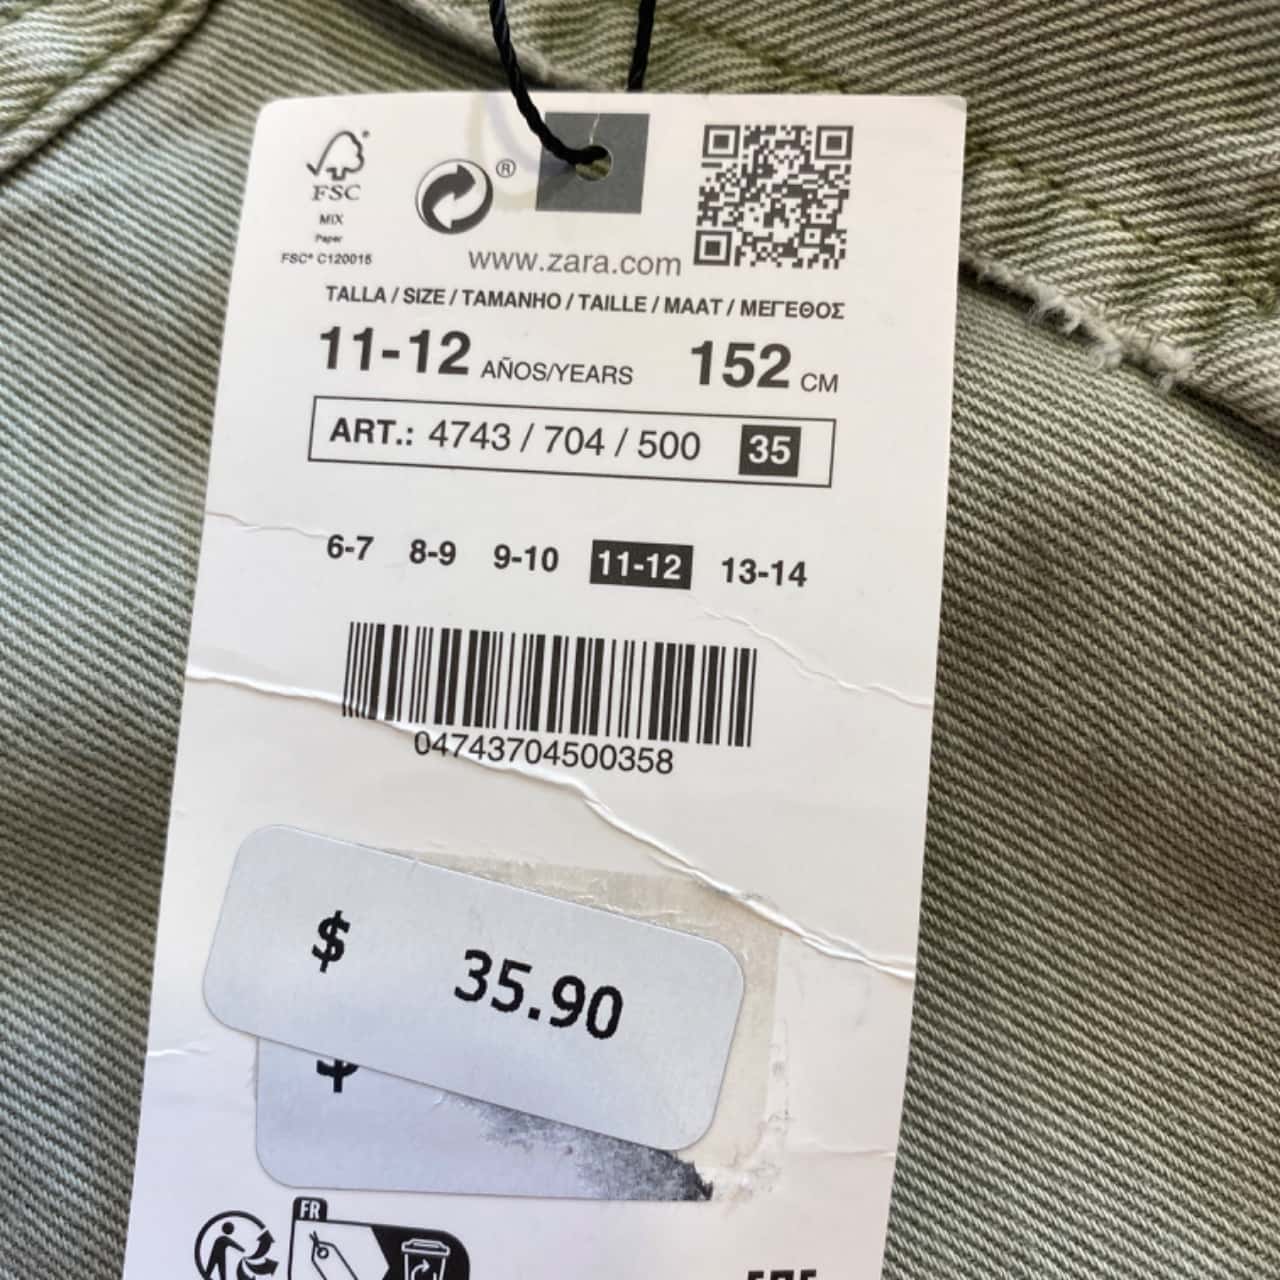 FSC
MIX
Paper
FSC® C120015
®
www.zara.com
TALLA / SIZE / TAMANHO / TAILLE / MAAT / ΜΕΓΕΘΟΣ
11-12 AÑOS/YEARS 152 CM
ART.: 4743 / 704 / 500 35
6-7 8-9 9-10 11-12 13-14
04743704500358
$ 35.90
$
FR